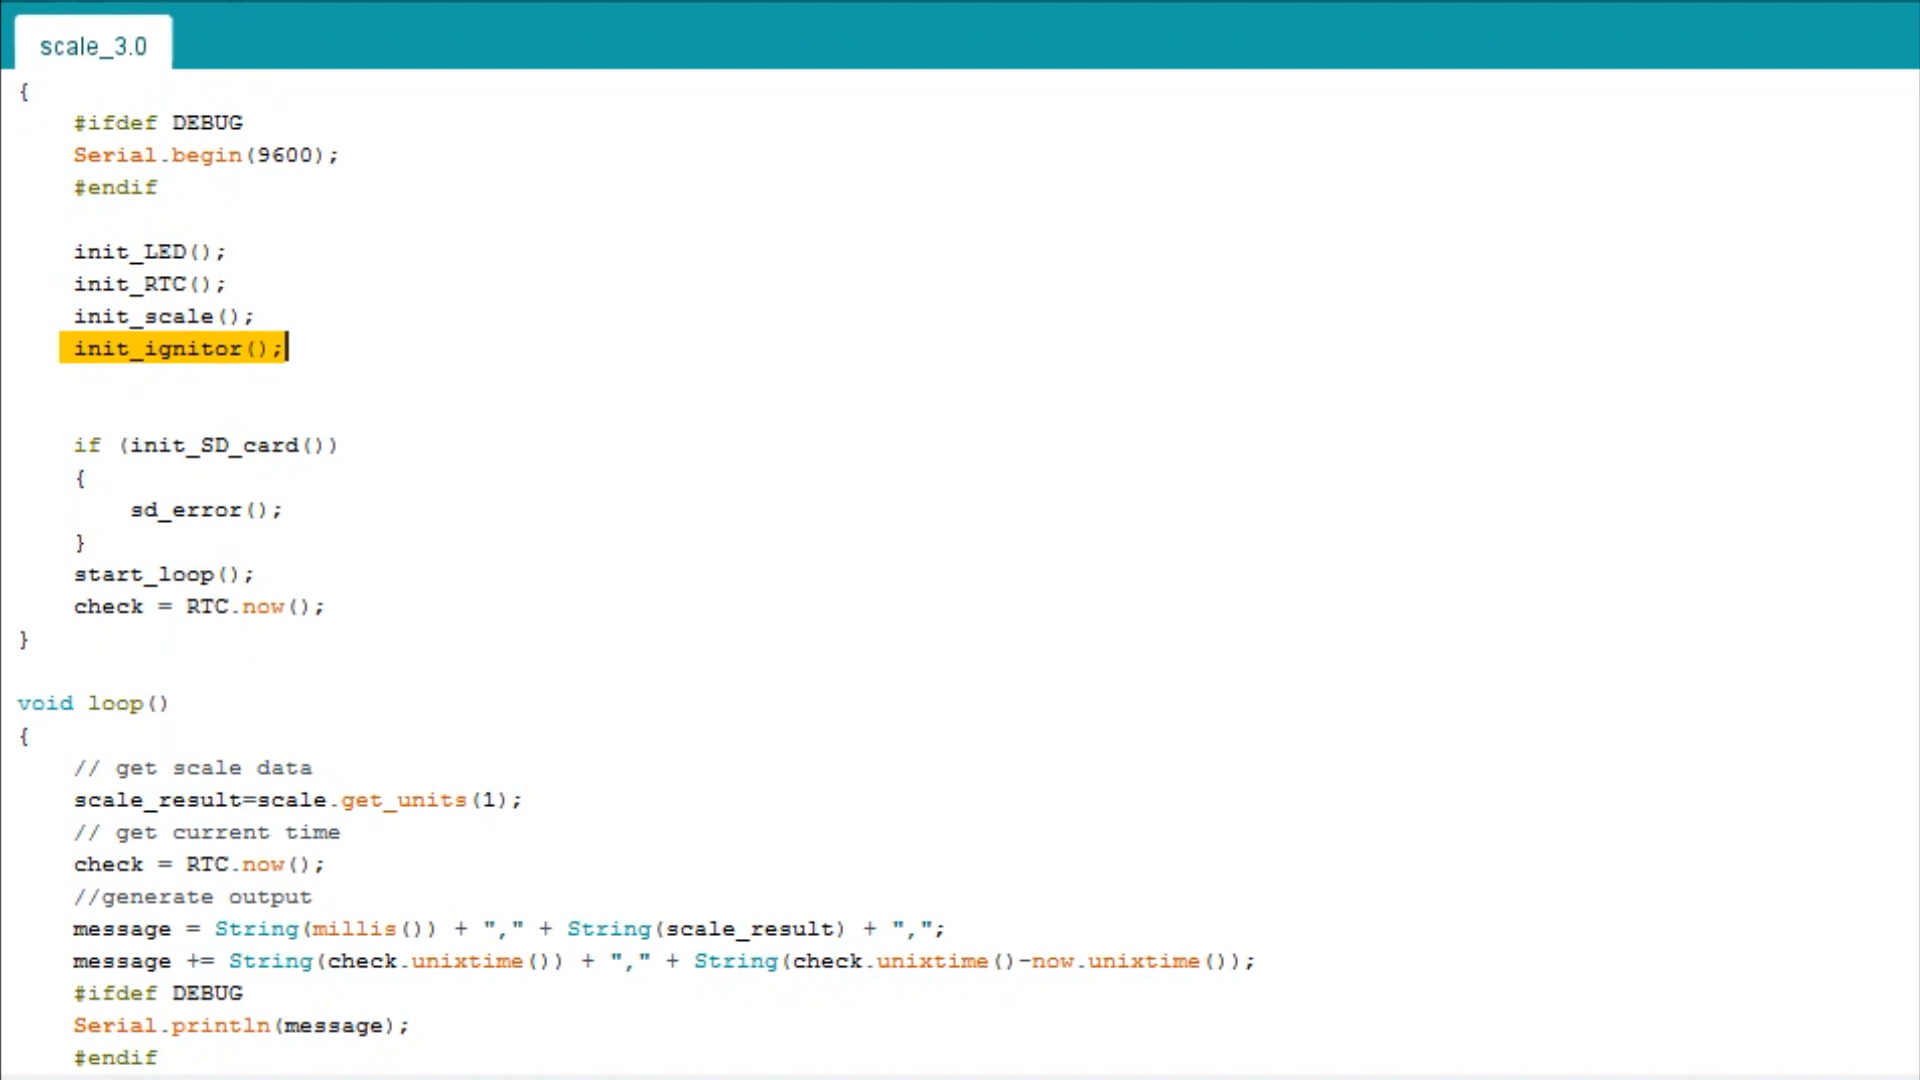 scale_3.0
{
#ifdef DEBUG
Serial.begin(9600);
#endif
init_LED();
init_RTC();
init_scale();
init_ignitor();
if (init_SD_card())
{
sd_error();
}
start_loop();
check = RTC.now();
}
void loop()
{
// get scale data
scale_result=scale.get_units(1);
// get current time
check = RTC.now();
//generate output
message = String(millis()) + "," + String(scale_result) + ",";
message += String(check.unixtime()) + "," + String(check.unixtime()-now.unixtime());
#ifdef DEBUG
Serial.println(message);
#endif